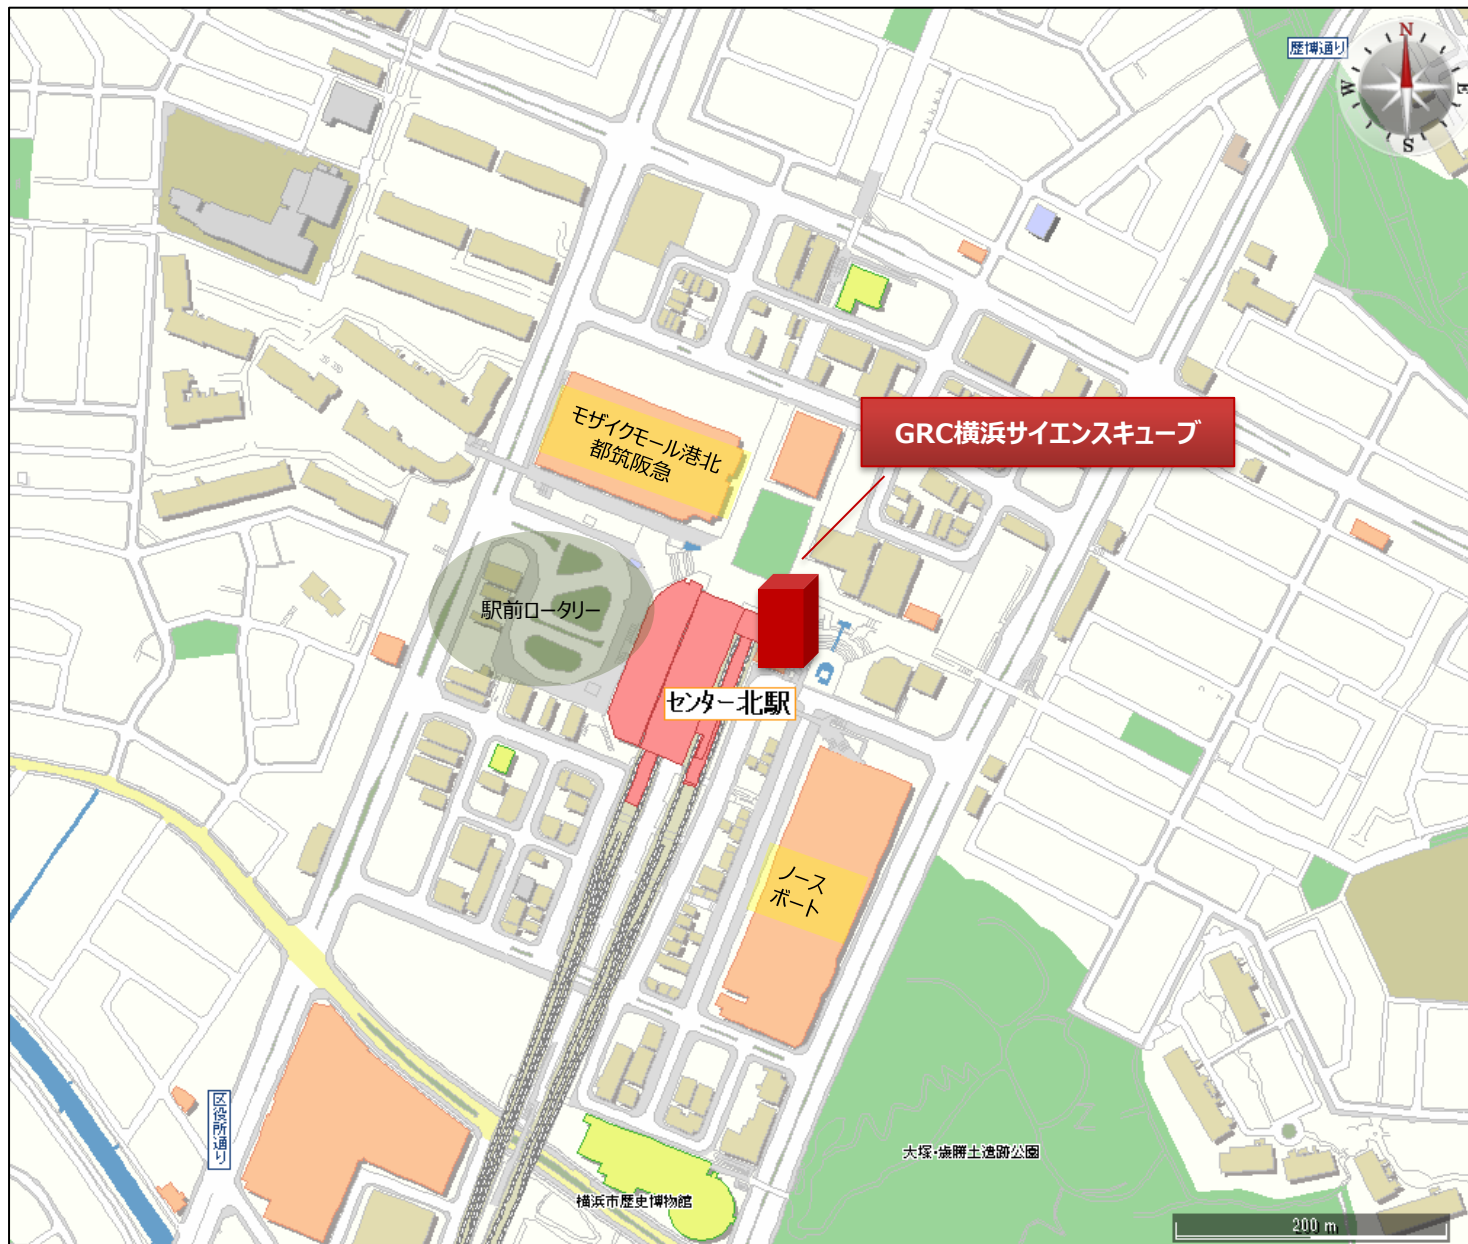 歴博通り
N
W
E
S
モザイクモール港北
都筑阪急
GRC横浜サイエンスキューブ
駅前ロータリー
センター北駅
ノース
ボート
区役所通り
大塚・歳勝土遺跡公園
横浜市歴史博物館
200 m